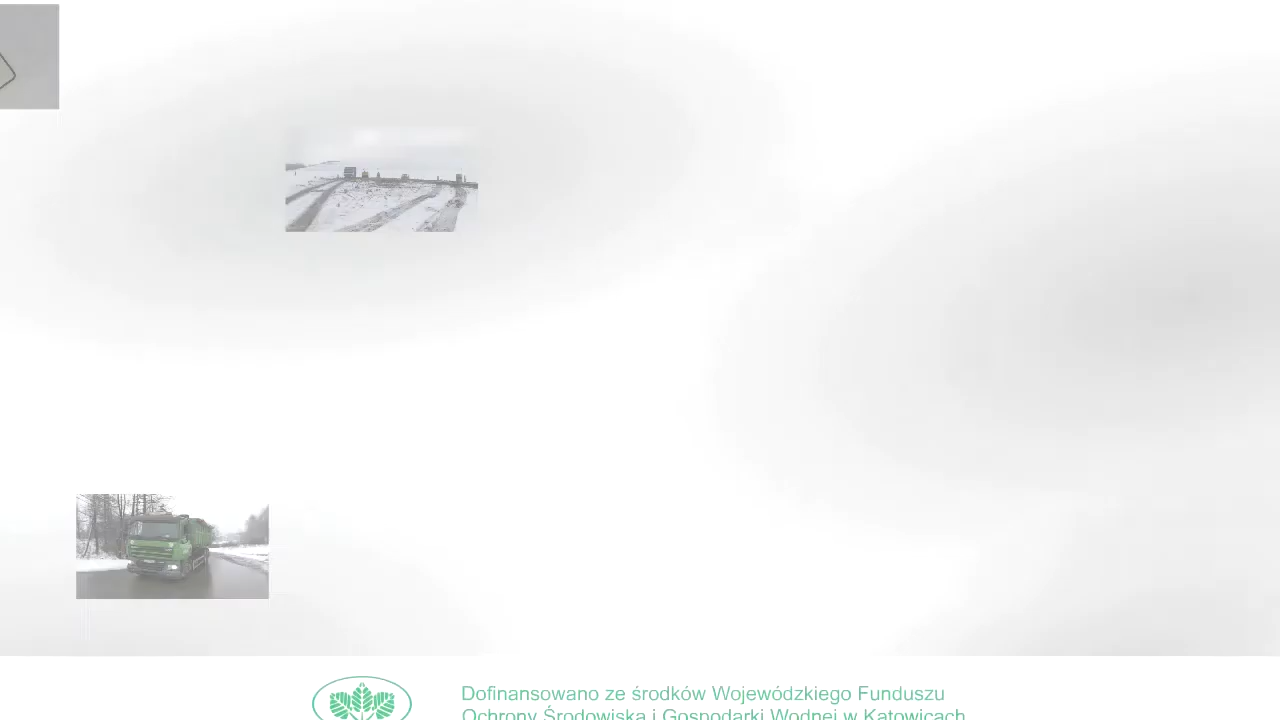 Dofinansowano ze środków Wojewódzkiego Funduszu
Ochrony Środowiska i Gospodarki Wodnej w Katowicach